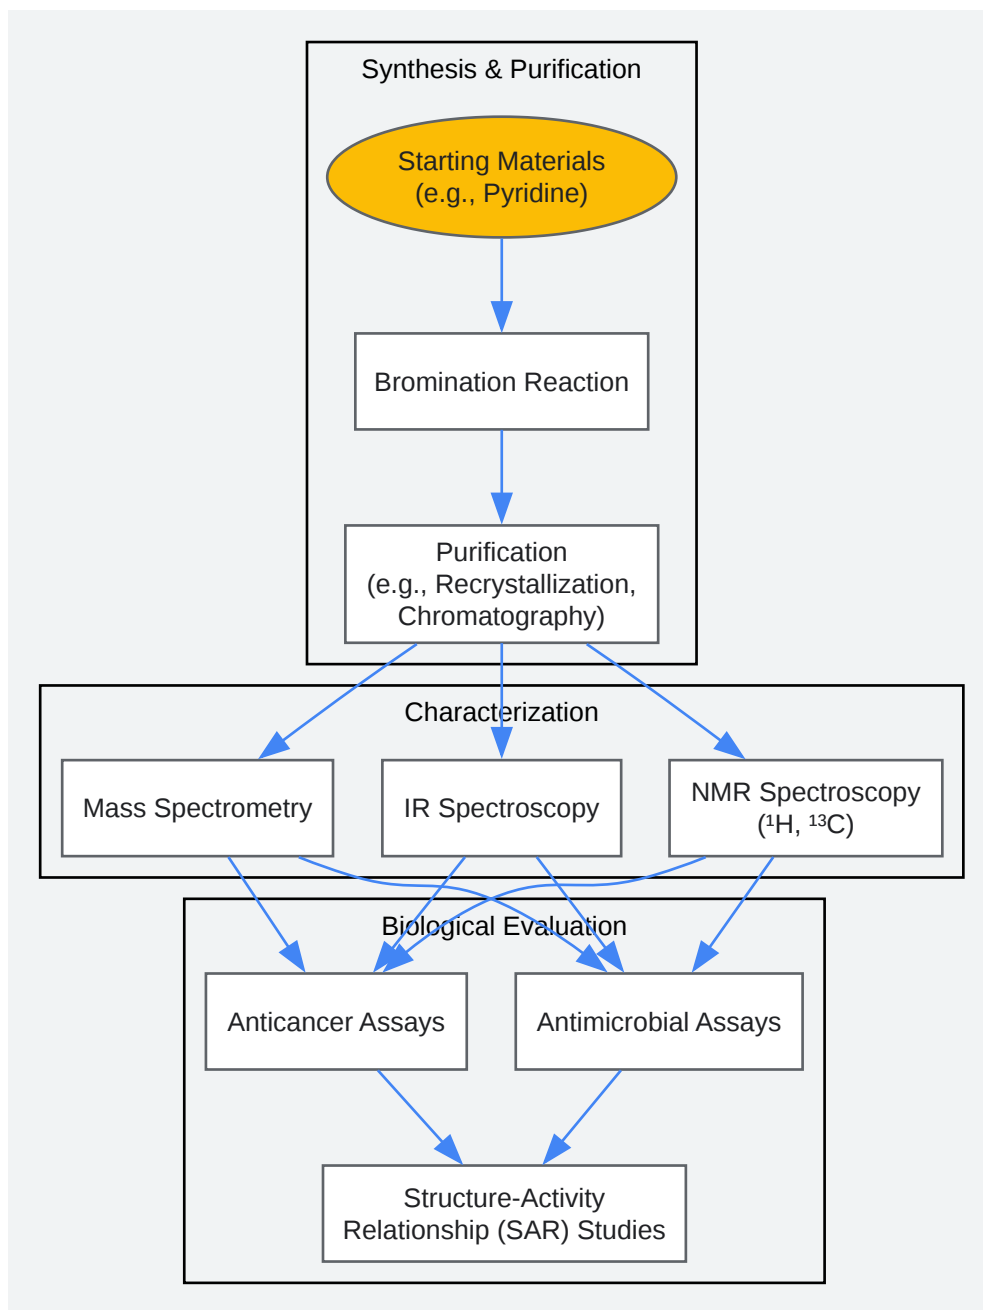 Synthesis & Purification
Starting Materials
(e.g., Pyridine)
Bromination Reaction
Purification
(e.g., Recrystallization,
Chromatography)
Characterization
Mass Spectrometry
IR Spectroscopy
NMR Spectroscopy
(¹H, ¹³C)
Biological Evaluation
Anticancer Assays
Antimicrobial Assays
Structure-Activity
Relationship (SAR) Studies